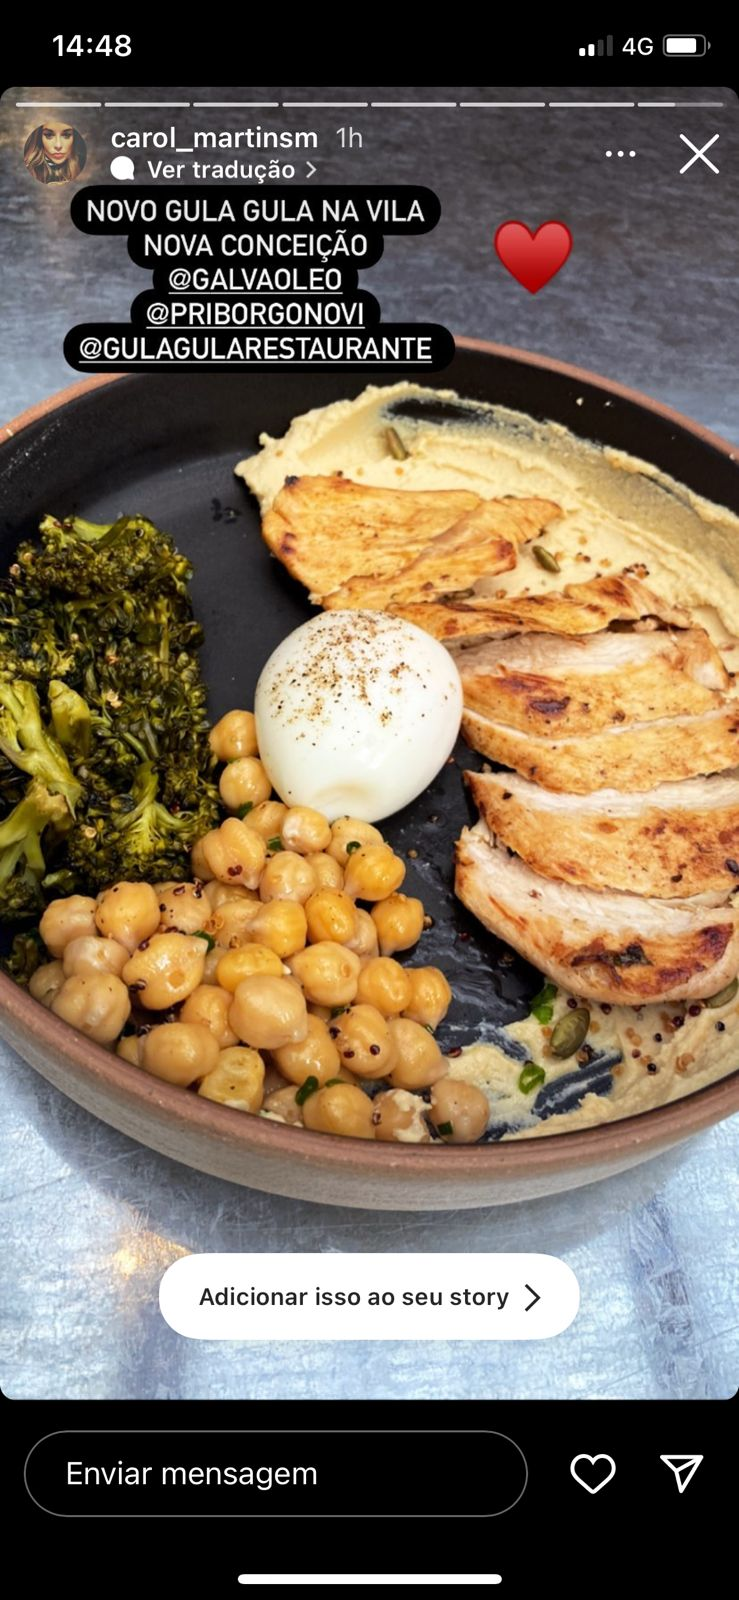 14:48
4G
carol_martinsm 1h
Ver tradução >
NOVO GULA GULA NA VILA
NOVA CONCEIÇÃO
@GALVAOLEO
@PRIBORGONOVI
@GULAGULARESTAURANTE
Adicionar isso ao seu story >
Enviar mensagem